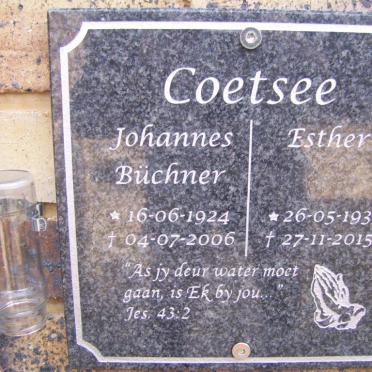 Coetsee
Johannes Büchner
★ 16-06-1924
† 04-07-2006
Esther
★ 26-05-193
† 27-11-2015
"As jy deur water moet
gaan, is Ek by jou..."
Jes. 43:2